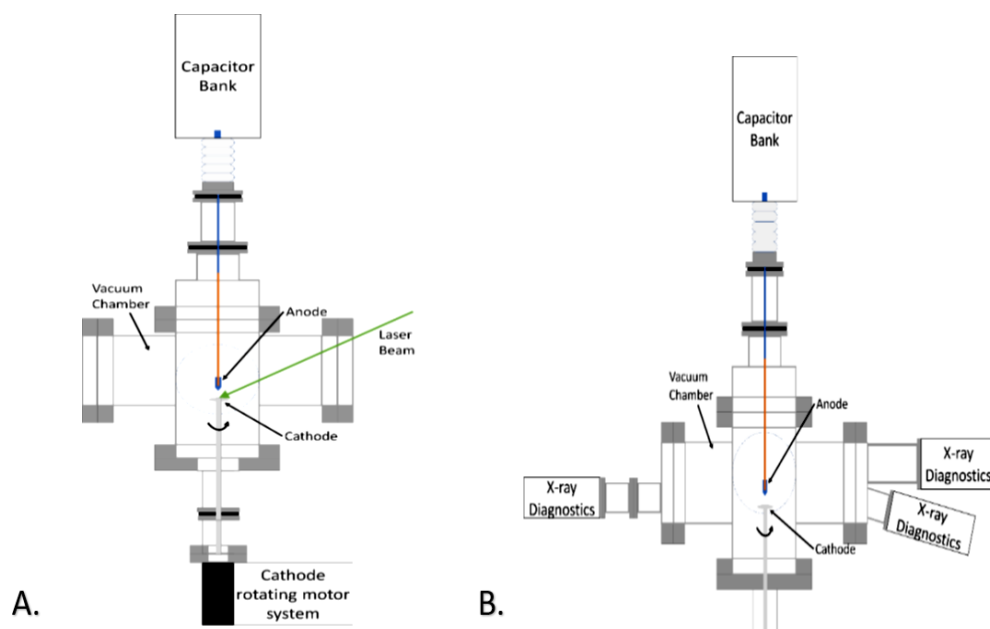 Capacitor
Bank
Vacuum
Chamber
Anode
Laser
Beam
Cathode
Cathode
rotating motor
system
A.
Capacitor
Bank
Vacuum
Chamber
Anode
X-ray
Diagnostics
X-ray
Diagnostics
X-ray
Diagnostics
Cathode
B.